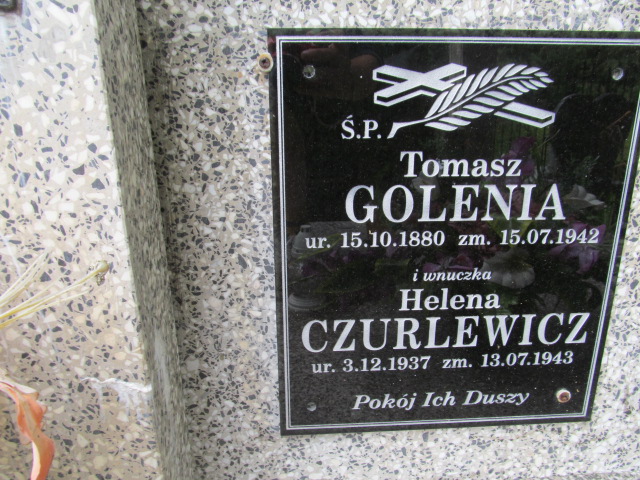 Ś.P.
Tomasz
GOLENIA
ur. 15.10.1880 zm. 15.07.1942
i wnuczka
Helena
CZURLEWICZ
ur. 3.12.1937 zm. 13.07.1943
Pokój Ich Duszy